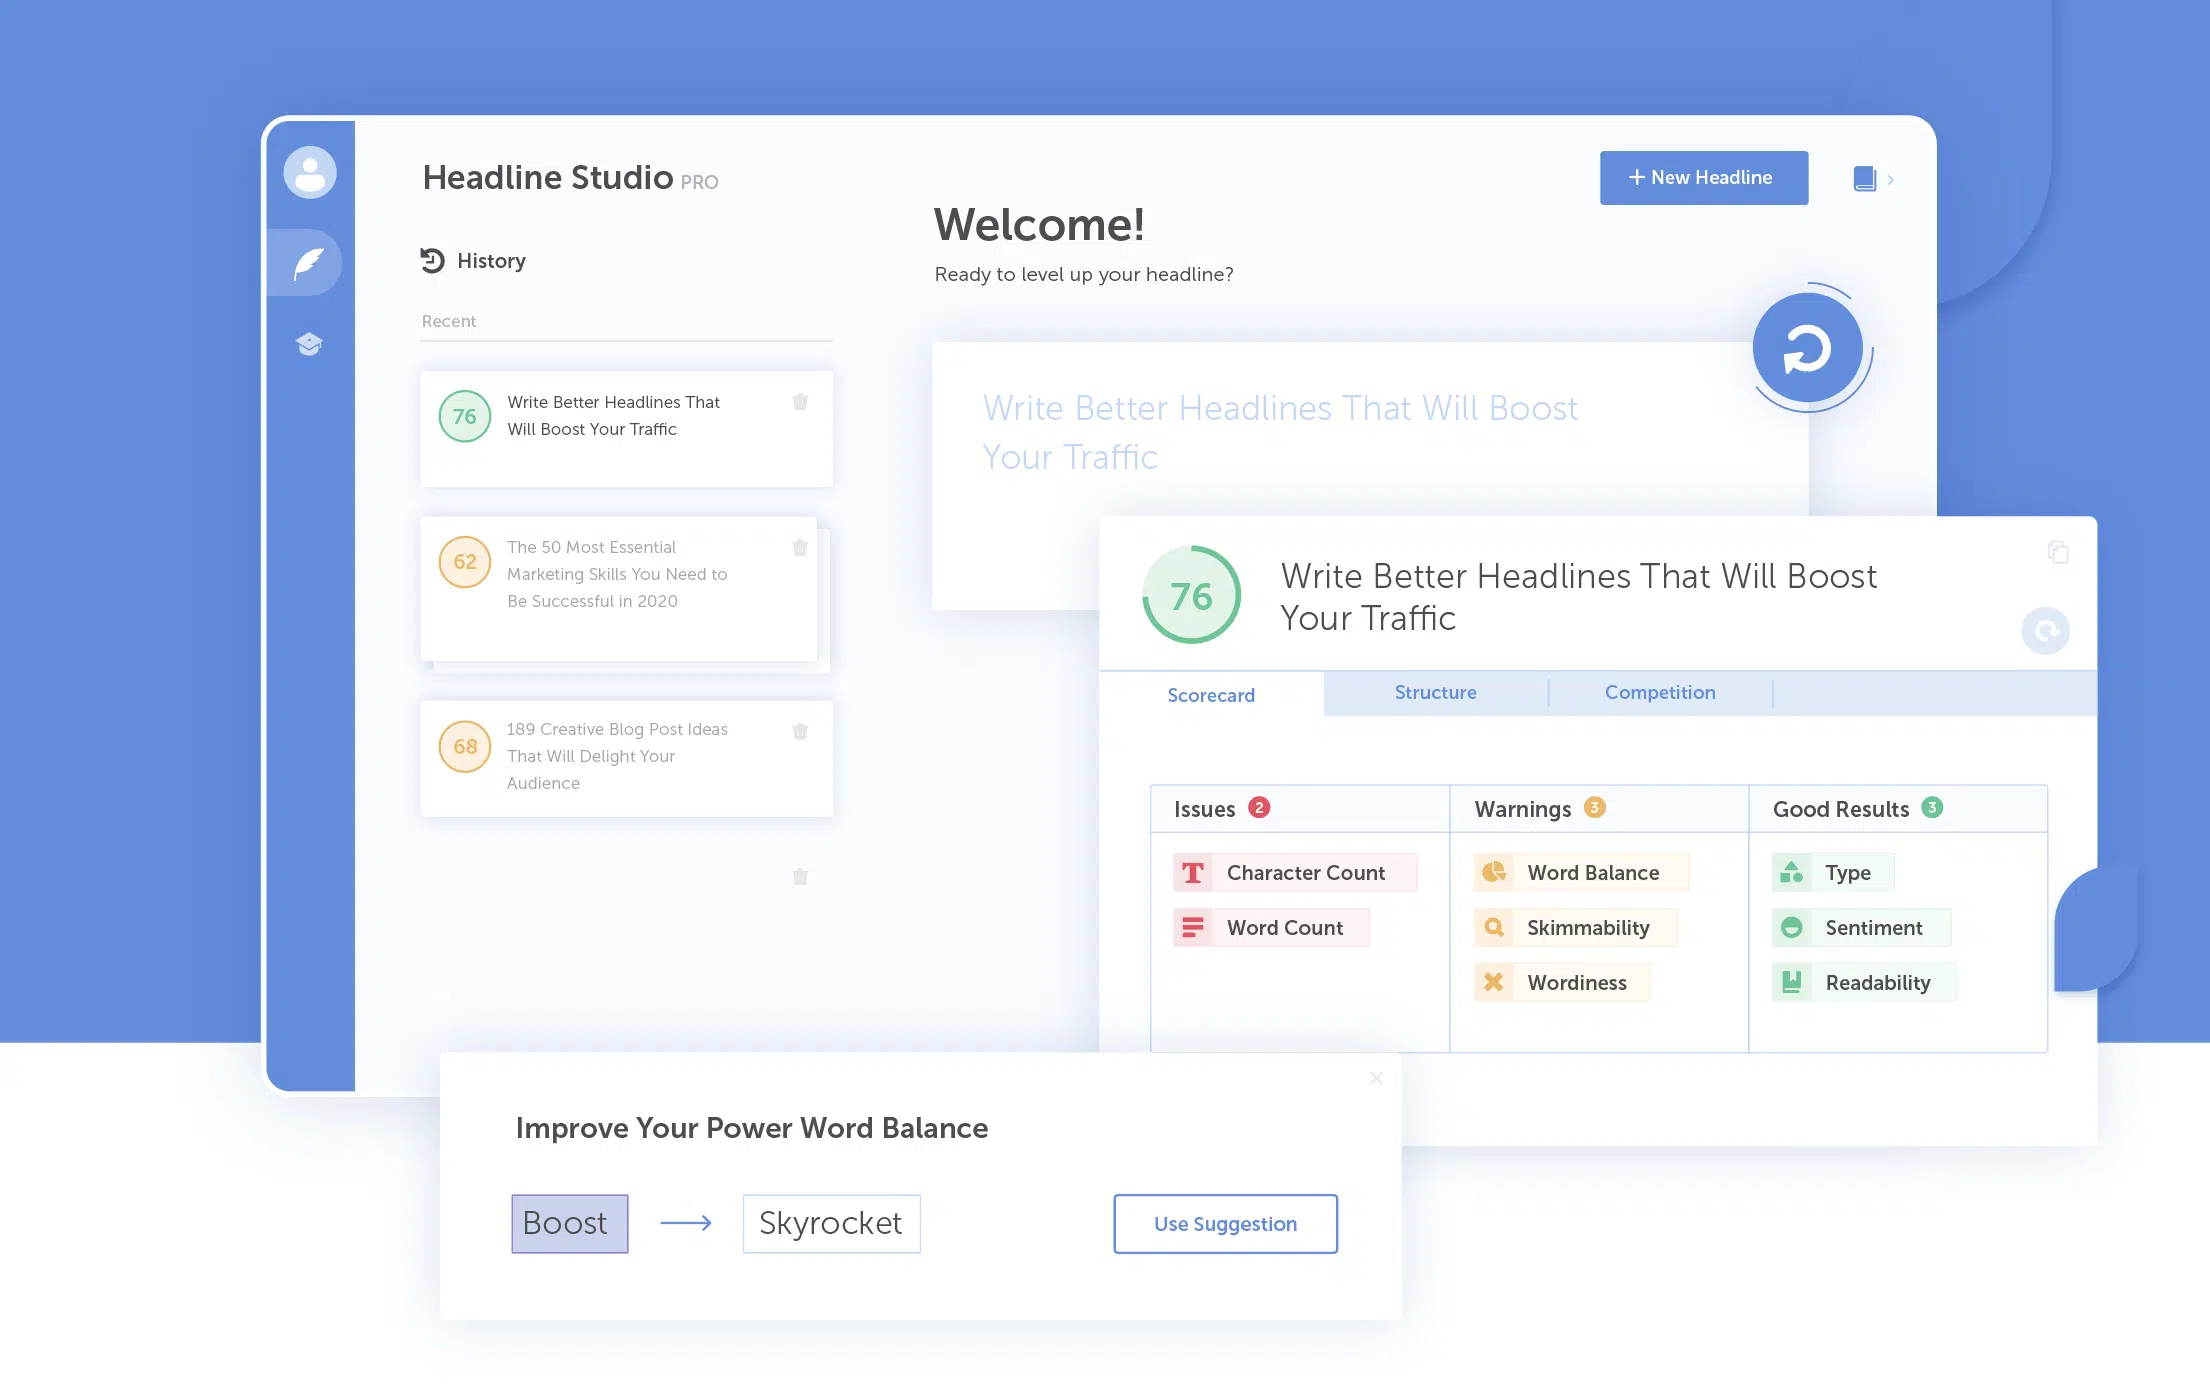 Headline Studio PRO
+ New Headline
History
Recent
76
Write Better Headlines That
Will Boost Your Traffic
62
The 50 Most Essential
Marketing Skills You Need to
Be Successful in 2020
68
189 Creative Blog Post Ideas
That Will Delight Your
Audience
Welcome!
Ready to level up your headline?
Write Better Headlines That Will Boost
Your Traffic
76
Write Better Headlines That Will Boost
Your Traffic
Scorecard
Structure
Competition
Issues 2
Character Count
Word Count
Warnings 3
Word Balance
Skimmability
Wordiness
Good Results 3
Type
Sentiment
Readability
Improve Your Power Word Balance
Boost
Skyrocket
Use Suggestion